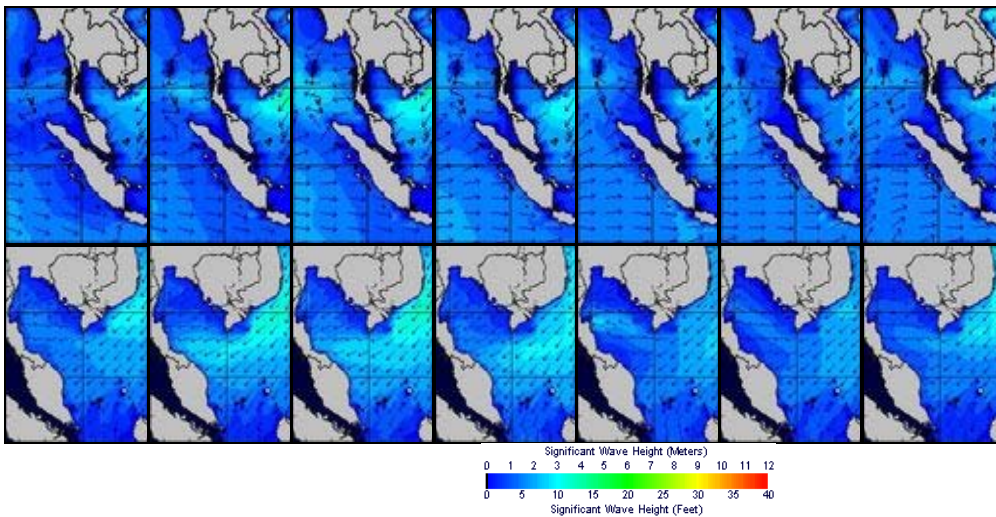 Significant Wave Height (Meters)
0 1 2 3 4 5 6 7 8 9 10 11 12
0 5 10 15 20 25 30 35 40
Significant Wave Height (Feet)